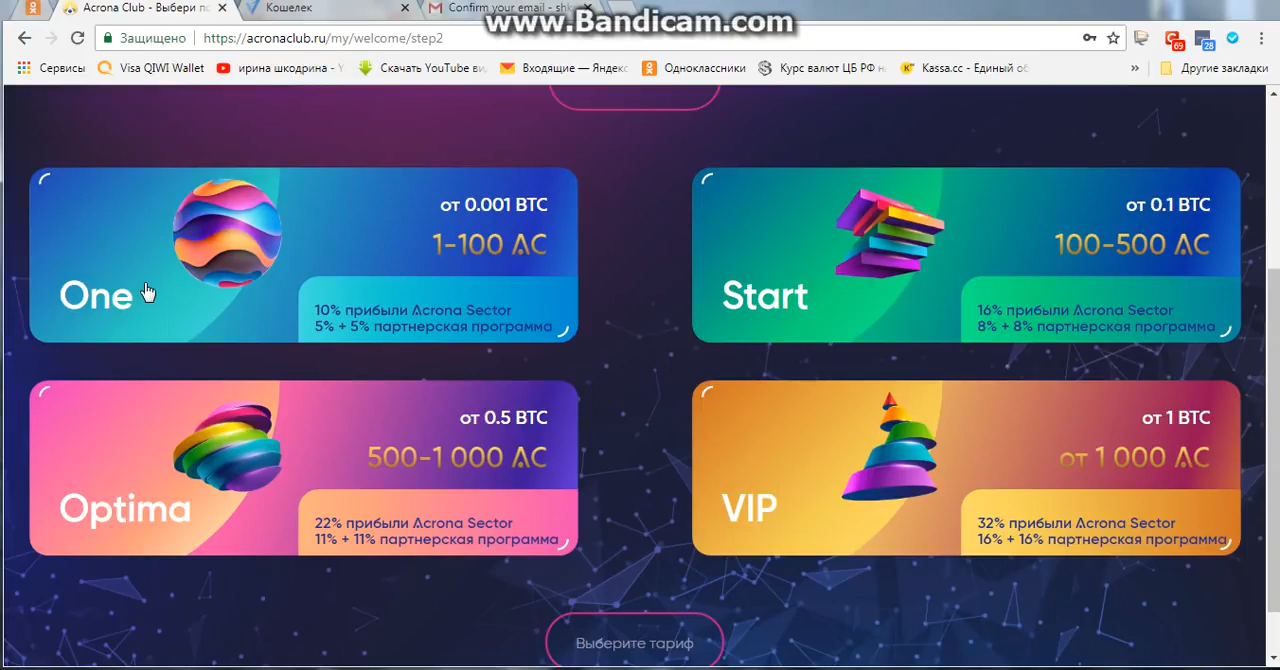 www.Bandicam.com
Acrona Club - Выбери по
Кошелек
Confirm your email - shk
Защищено
https://acronaclub.ru/my/welcome/step2
69
28
Сервисы
Visa QIWI Wallet
ирина шкодрина - Y
Скачать YouTube ви
Входящие — Яндекс
Одноклассники
Курс валют ЦБ РФ н
Kassa.cc - Единый об
»
Другие закладки
от 0.001 BTC
1-100 AC
One
10% прибыли Acrona Sector
5% + 5% партнерская программа
от 0.1 BTC
100-500 AC
Start
16% прибыли Acrona Sector
8% + 8% партнерская программа
от 0.5 BTC
500-1 000 AC
Optima
22% прибыли Acrona Sector
11% + 11% партнерская программа
от 1 BTC
от 1 000 AC
VIP
32% прибыли Acrona Sector
16% + 16% партнерская программа
Выберите тариф